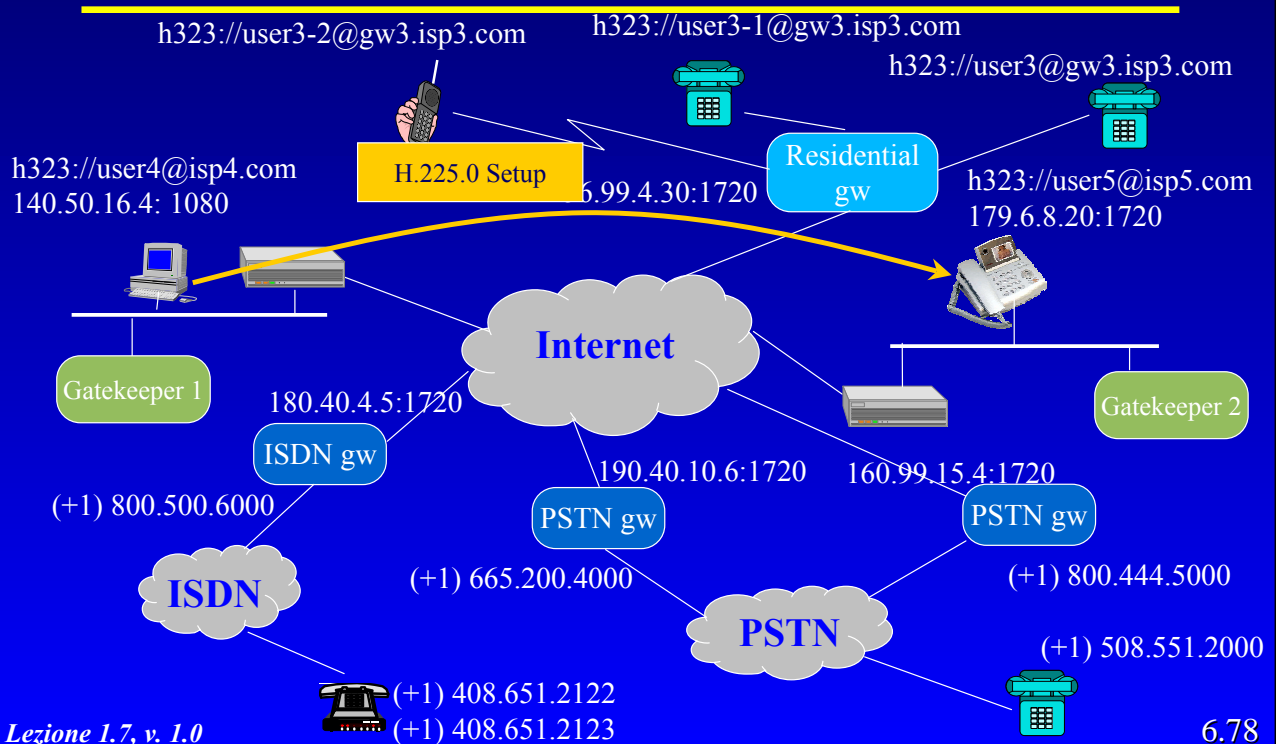 h323://user3-2@gw3.isp3.com
h323://user3-1@gw3.isp3.com
h323://user3@gw3.isp3.com
h323://user4@isp4.com
140.50.16.4: 1080
H.225.0 Setup
6.99.4.30:1720
Residential
gw
h323://user5@isp5.com
179.6.8.20:1720
Internet
Gatekeeper 1
180.40.4.5:1720
Gatekeeper 2
ISDN gw
190.40.10.6:1720
160.99.15.4:1720
(+1) 800.500.6000
PSTN gw
PSTN gw
(+1) 665.200.4000
(+1) 800.444.5000
ISDN
PSTN
(+1) 508.551.2000
(+1) 408.651.2122
(+1) 408.651.2123
Lezione 1.7, v. 1.0
6.78